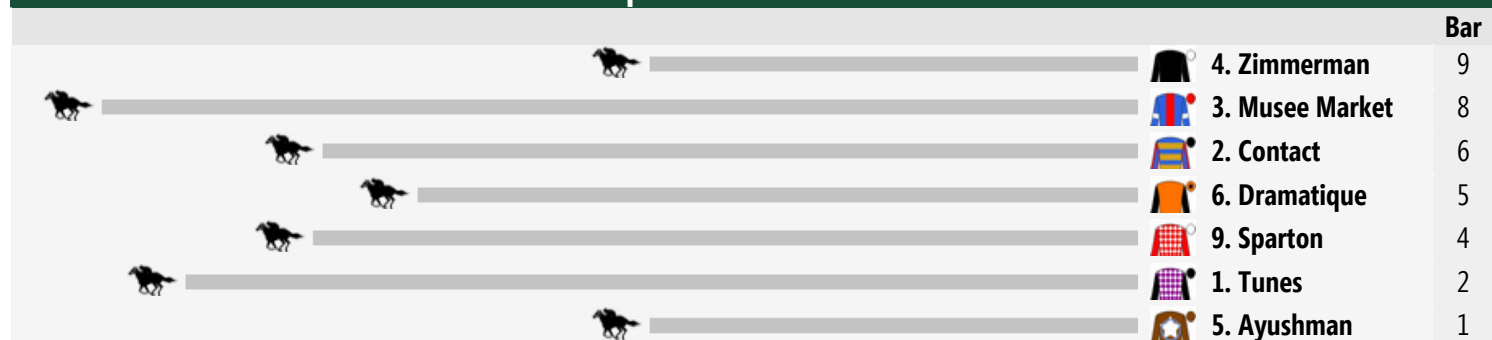 Bar
4. Zimmerman 9
3. Musee Market 8
2. Contact 6
6. Dramatique 5
9. Sparton 4
1. Tunes 2
5. Ayushman 1